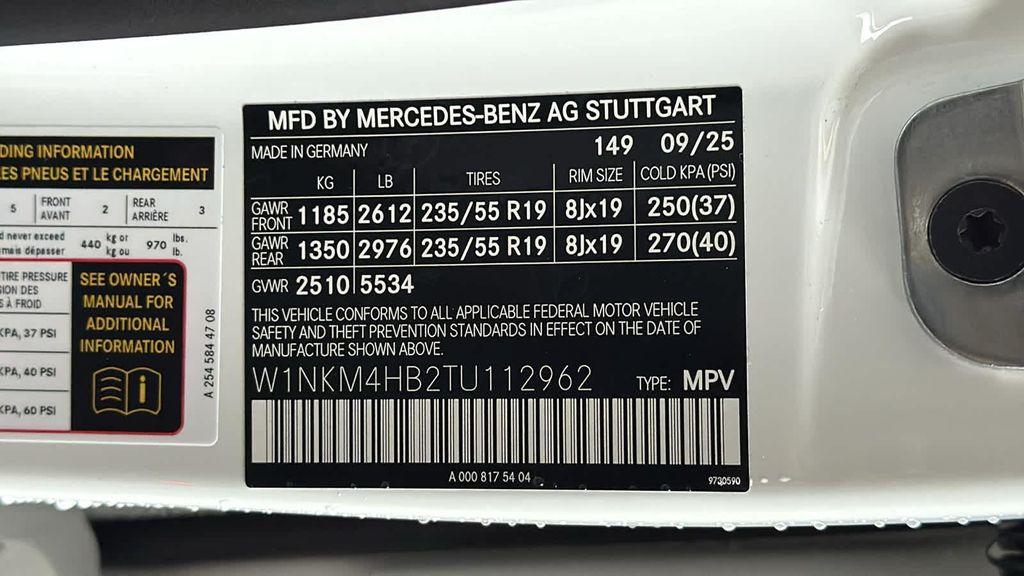 DING INFORMATION
ES PNEUS ET LE CHARGEMENT
5 FRONT AVANT 2 REAR ARRIÈRE 3
d never exceed
mais dépasser 440 kg or kg ou 970 lbs. lb.
TIRE PRESSURE
SION DES
S À FROID
KPA, 37 PSI
KPA, 40 PSI
KPA, 60 PSI
SEE OWNER´S
MANUAL FOR
ADDITIONAL
INFORMATION
A 254 584 47 08
MFD BY MERCEDES-BENZ AG STUTTGART
MADE IN GERMANY 149 09/25
KG LB TIRES RIM SIZE COLD KPA (PSI)
GAWR FRONT 1185 2612 235/55 R19 8Jx19 250(37)
GAWR REAR 1350 2976 235/55 R19 8Jx19 270(40)
GVWR 2510 5534
THIS VEHICLE CONFORMS TO ALL APPLICABLE FEDERAL MOTOR VEHICLE
SAFETY AND THEFT PREVENTION STANDARDS IN EFFECT ON THE DATE OF
MANUFACTURE SHOWN ABOVE.
W1NKM4HB2TU112962 TYPE: MPV
A 000 817 54 04
9730590